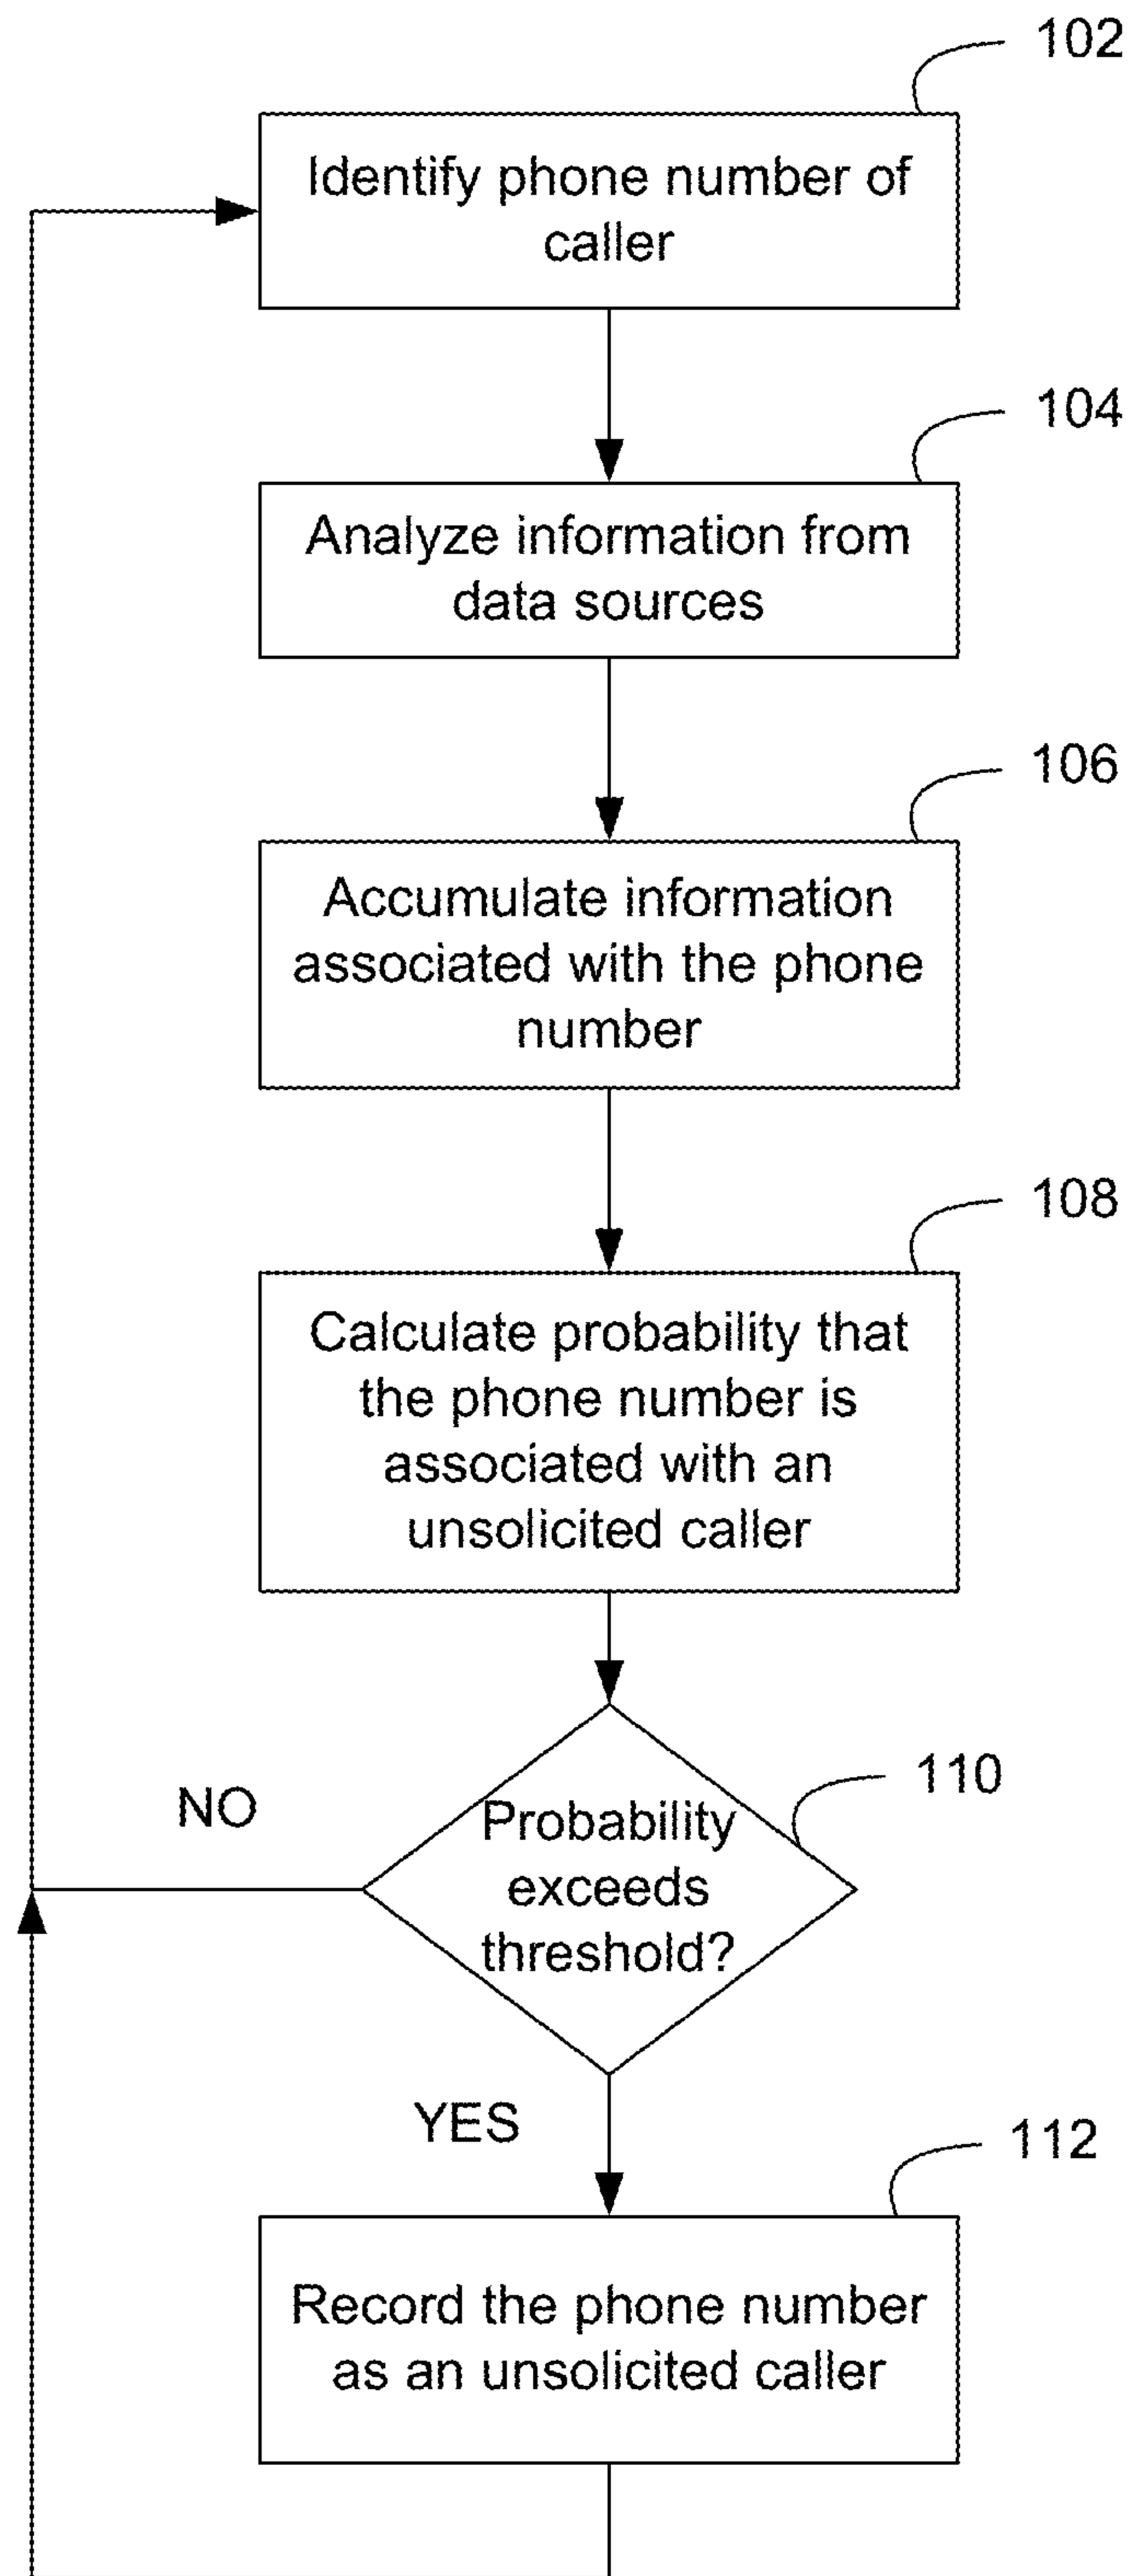 102
Identify phone number of
caller
104
Analyze information from
data sources
106
Accumulate information
associated with the phone
number
108
Calculate probability that
the phone number is
associated with an
unsolicited caller
110
NO
Probability
exceeds
threshold?
YES
112
Record the phone number
as an unsolicited caller